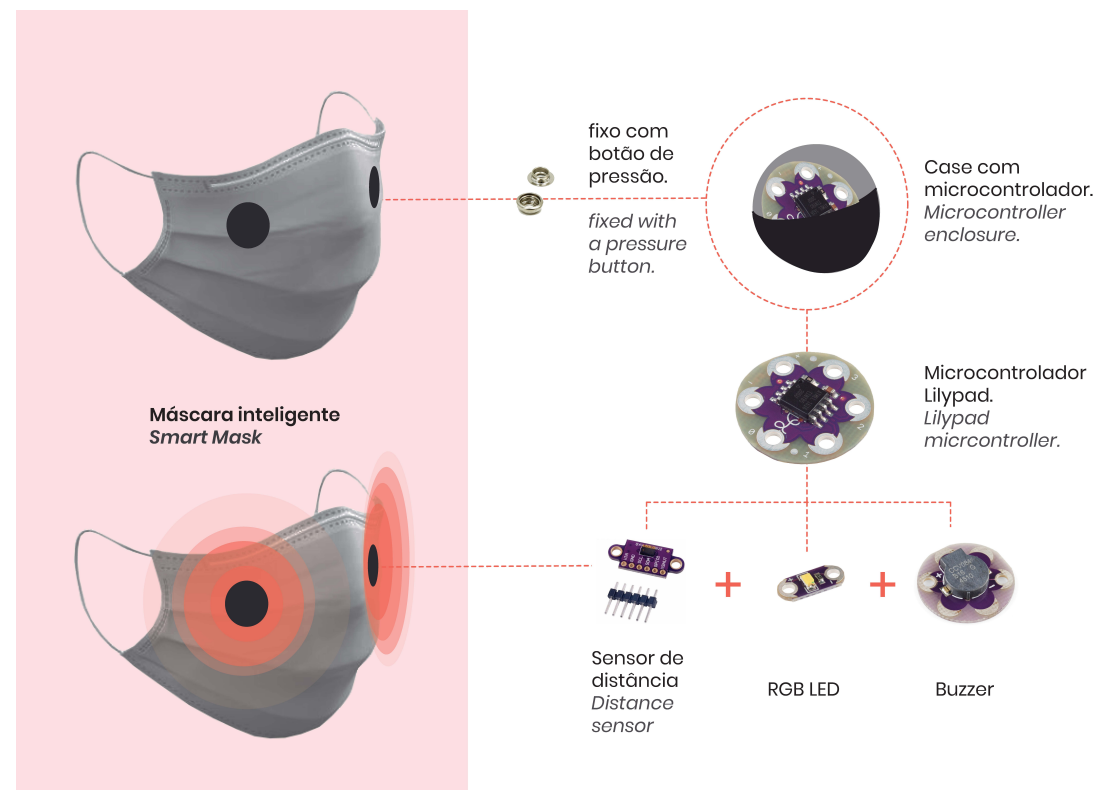 fixo com
botão de
pressão.
fixed with
a pressure
button.
Case com
microcontrolador.
Microcontroller
enclosure.
Microcontrolador
Lilypad.
Lilypad
micrcontroller.
Máscara inteligente
Smart Mask
Sensor de
distância
Distance
sensor
RGB LED
Buzzer